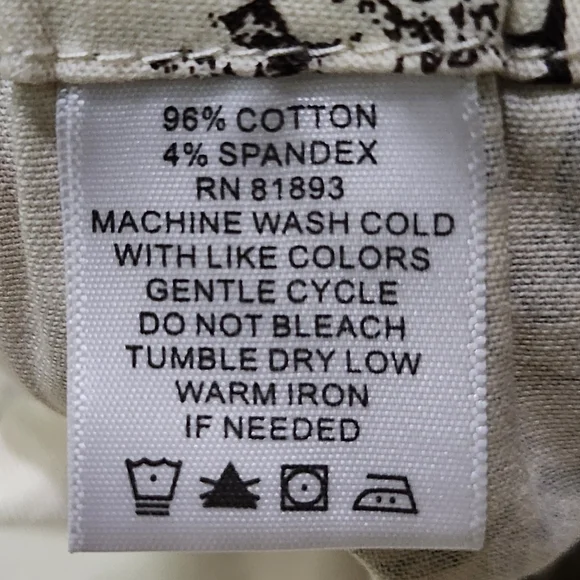 96% COTTON
4% SPANDEX
RN 81893
MACHINE WASH COLD
WITH LIKE COLORS
GENTLE CYCLE
DO NOT BLEACH
TUMBLE DRY LOW
WARM IRON
IF NEEDED